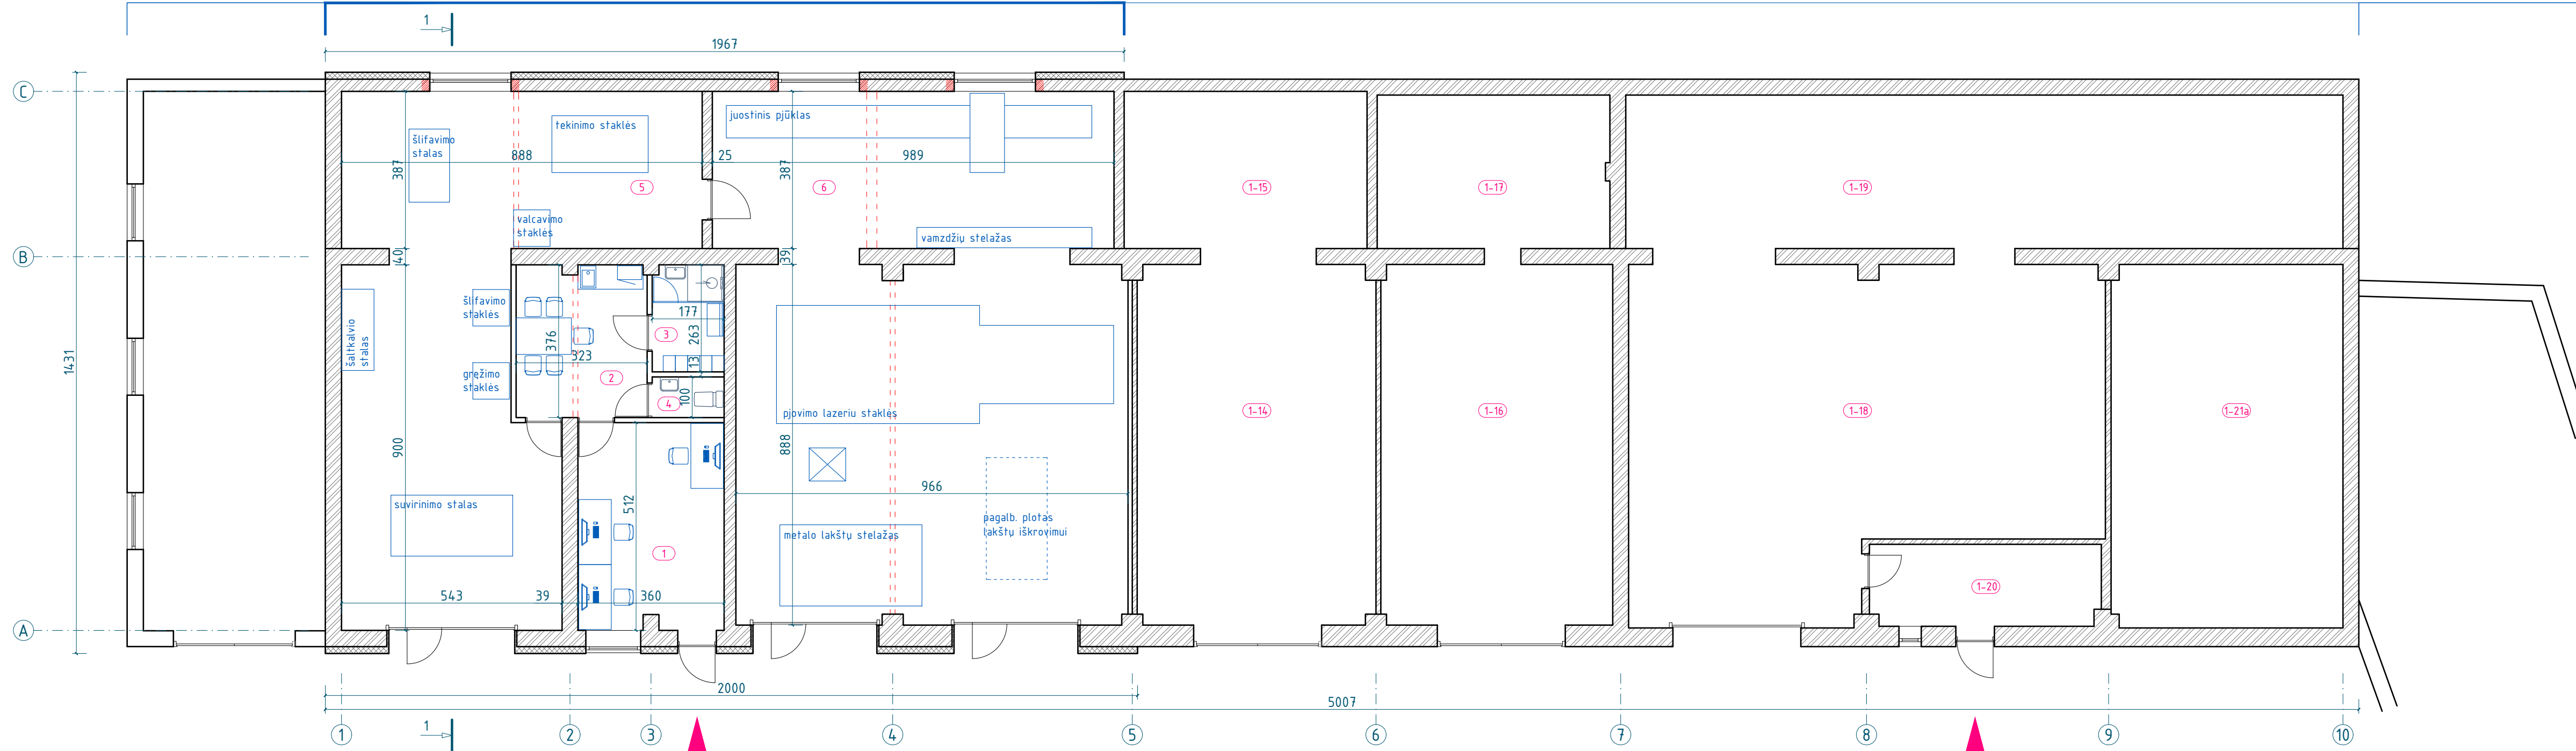 1
1967
C
juostinis pjūklas
tekinimo staklės
šlifavimo
stalas
888
25
989
387
387
5
6
1-15
1-17
1-19
valcavimo
staklės
vamzdžių stelažas
B
40
39
šlifavimo
staklės
177
šaltkalvio
stalas
376
3
263
323
13
1431
gręžimo
staklės
2
4
100
pjovimo lazeriu staklės
1-14
1-16
1-18
1-21a
900
888
966
512
suvirinimo stalas
pagalb. plotas
lakštų iškrovimui
metalo lakštų stelažas
1
1-20
543
39
360
A
2000
5007
1
1
2
3
4
5
6
7
8
9
10